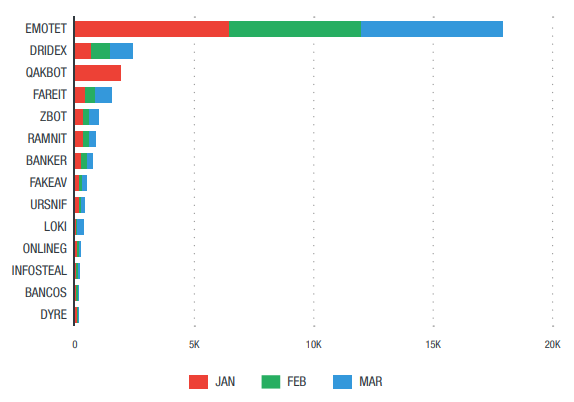 EMOTET
DRIDEX
QAKBOT
FAREIT
ZBOT
RAMNIT
BANKER
FAKEAV
URSNIF
LOKI
ONLINEG
INFOSTEAL
BANCOS
DYRE
0 5K 10K 15K 20K
JAN FEB MAR